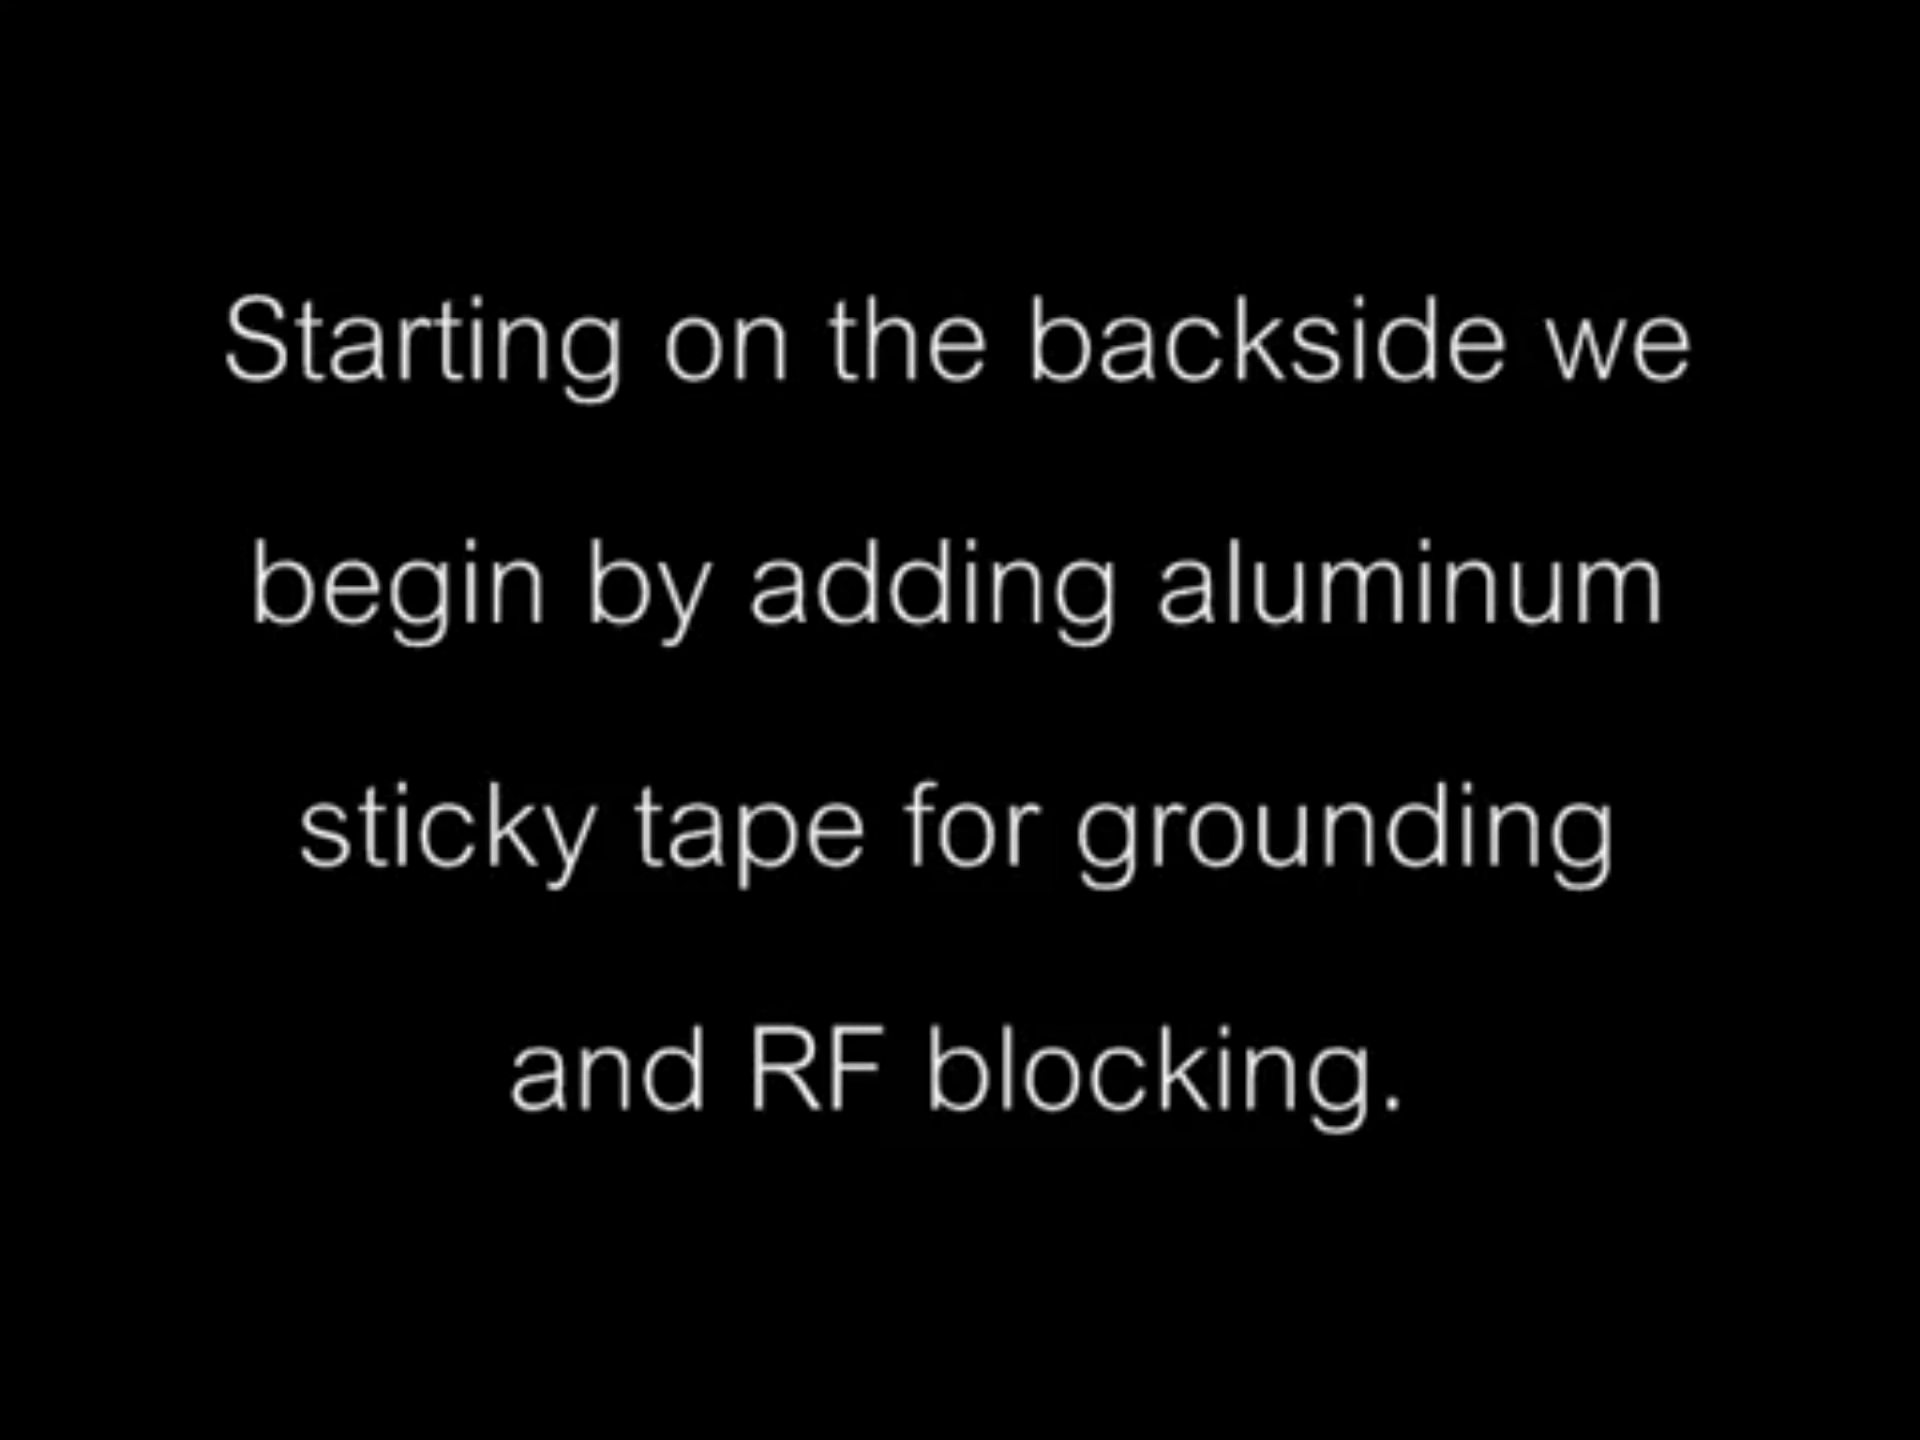 Starting on the backside we
begin by adding aluminum
sticky tape for grounding
and RF blocking.